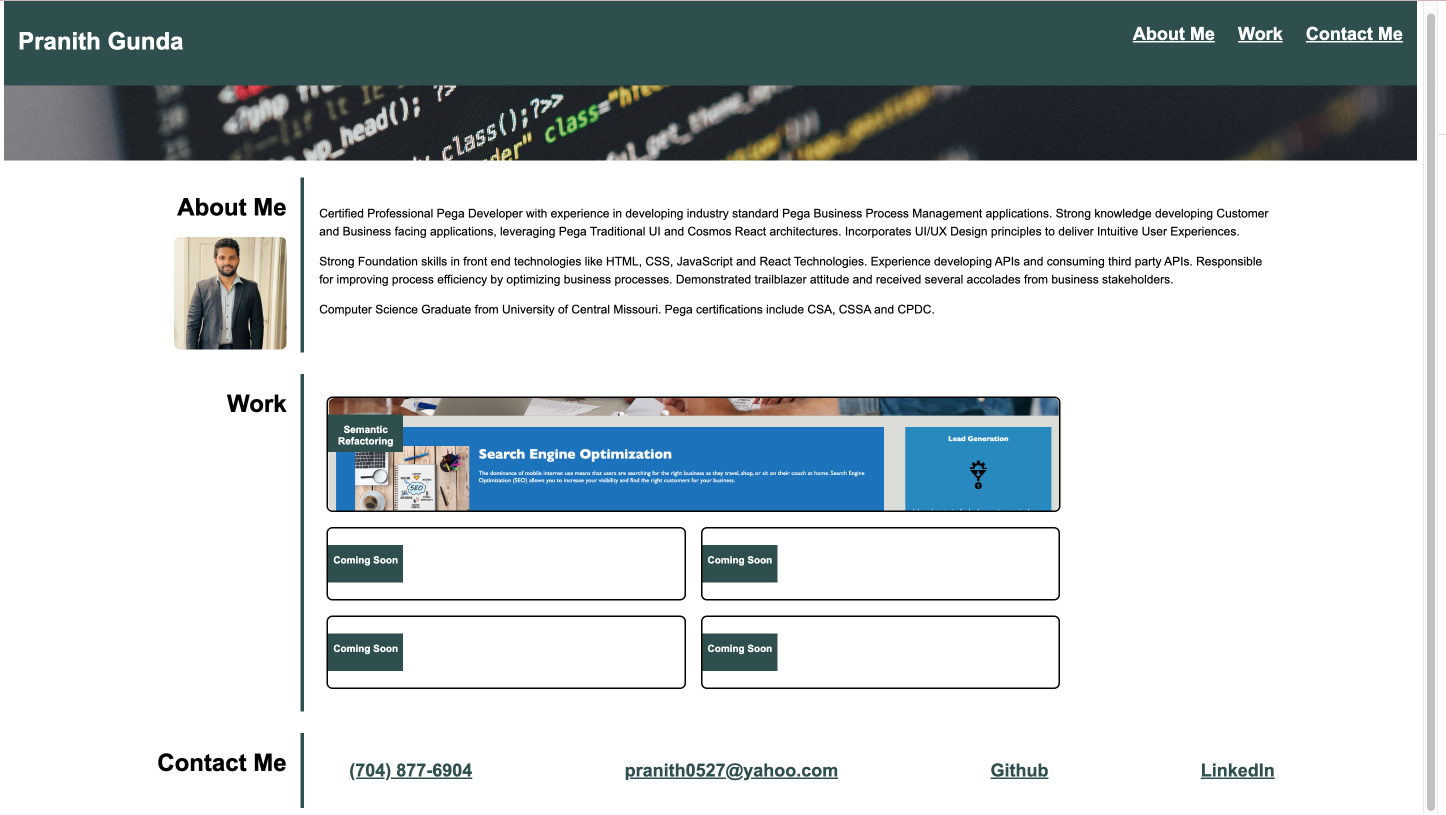 Pranith Gunda
About Me Work Contact Me
lt
wp_head(); ?>
class();?>>
class="
About Me
Certified Professional Pega Developer with experience in developing industry standard Pega Business Process Management applications. Strong knowledge developing Customer
and Business facing applications, leveraging Pega Traditional UI and Cosmos React architectures. Incorporates UI/UX Design principles to deliver Intuitive User Experiences.
Strong Foundation skills in front end technologies like HTML, CSS, JavaScript and React Technologies. Experience developing APIs and consuming third party APIs. Responsible
for improving process efficiency by optimizing business processes. Demonstrated trailblazer attitude and received several accolades from business stakeholders.
Computer Science Graduate from University of Central Missouri. Pega certifications include CSA, CSSA and CPDC.
Work
Semantic
Refactoring
Search Engine Optimization
The dominance of mobile internet use means that users are searching for the right business as they travel, shop, or sit on their couch at home. Search Engine
Optimization (SEO) allows you to increase your visibility and find the right customers for your business.
SEO
Lead Generation
Coming Soon
Coming Soon
Coming Soon
Coming Soon
Contact Me
(704) 877-6904
pranith0527@yahoo.com
Github
LinkedIn